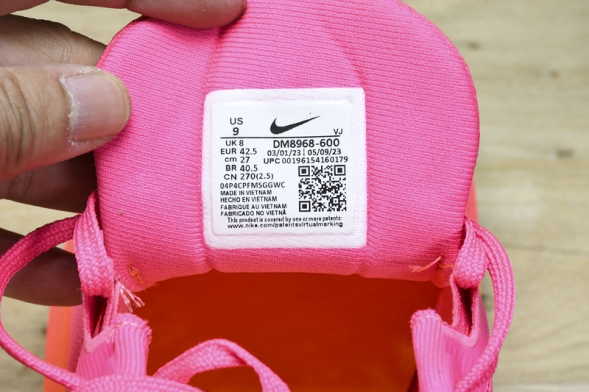 US
9
VJ
UK 8
DM8968-600
EUR 42.5
03/01/23 | 05/09/23
cm 27
UPC 00196154160179
BR 40.5
CN 270(2.5)
04P4CPFMSGGWC
MADE IN VIETNAM
HECHO EN VIETNAM
FABRIQUE AU VIETNAM
FABRICADO NO VIETNÃ
This product is covered by one or more patents:
www.nike.com/patentsvirtualmarking